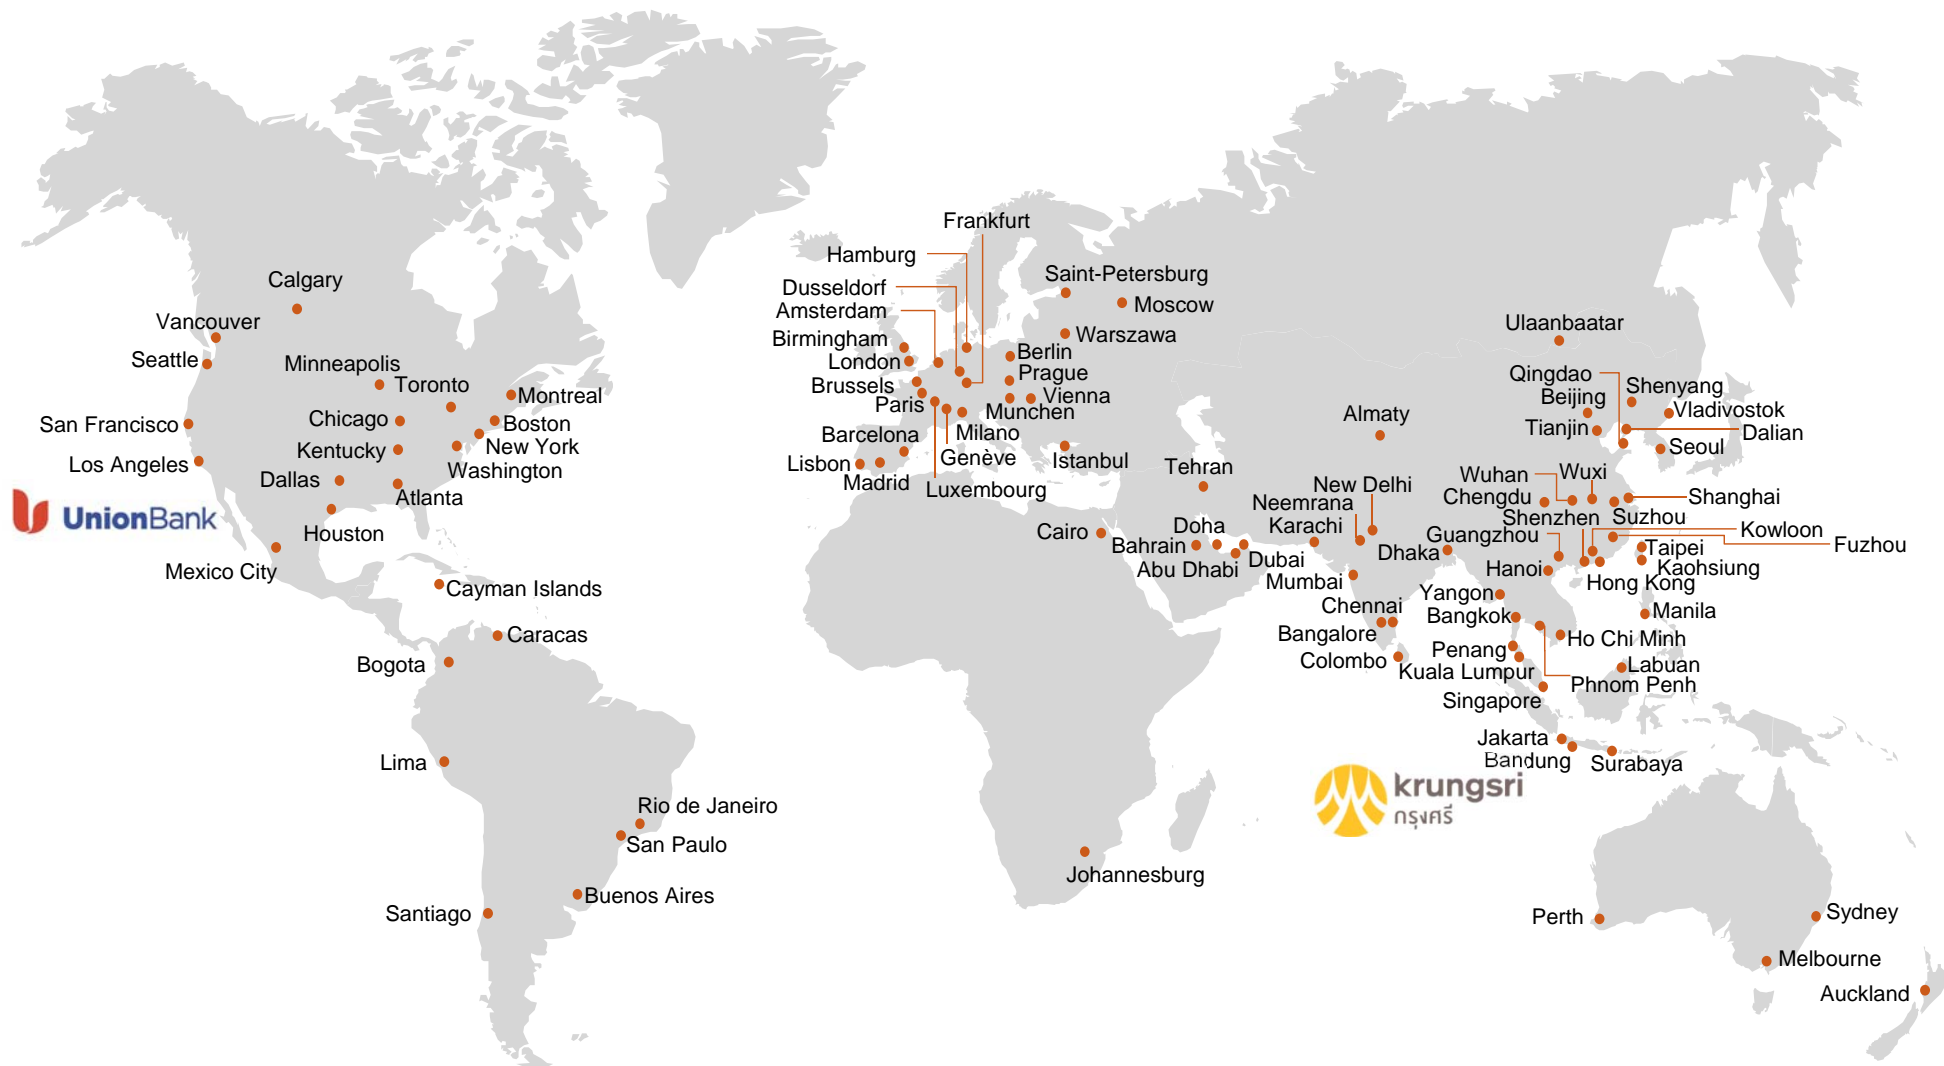 Frankfurt
Hamburg
Saint-Petersburg
Calgary
Dusseldorf
Moscow
Amsterdam
Vancouver
Ulaanbaatar
Birmingham
Warszawa
Seattle
London
Berlin
Minneapolis
Prague
Qingdao
Toronto
Brussels
Shenyang
Montreal
Paris
Vienna
Beijing
Munchen
Almaty
Vladivostok
Chicago
Boston
San Francisco
Barcelona
Milano
Tianjin
Dalian
Kentucky
New York
Genève
Istanbul
Seoul
Los Angeles
Washington
Lisbon
Tehran
Wuhan
Wuxi
Dallas
Madrid
Luxembourg
New Delhi
Chengdu
Shanghai
Atlanta
Neemrana
UnionBank
Shenzhen
Suzhou
Houston
Cairo
Doha
Karachi
Guangzhou
Kowloon
Bahrain
Dubai
Dhaka
Taipei
Fuzhou
Mexico City
Abu Dhabi
Mumbai
Hanoi
Kaohsiung
Hong Kong
Cayman Islands
Yangon
Chennai
Bangkok
Manila
Caracas
Bangalore
Ho Chi Minh
Bogota
Colombo
Penang
Labuan
Kuala Lumpur
Phnom Penh
Singapore
Lima
Jakarta
Bandung
Surabaya
krungsri
กรุงศรี
Rio de Janeiro
San Paulo
Johannesburg
Buenos Aires
Santiago
Perth
Sydney
Melbourne
Auckland